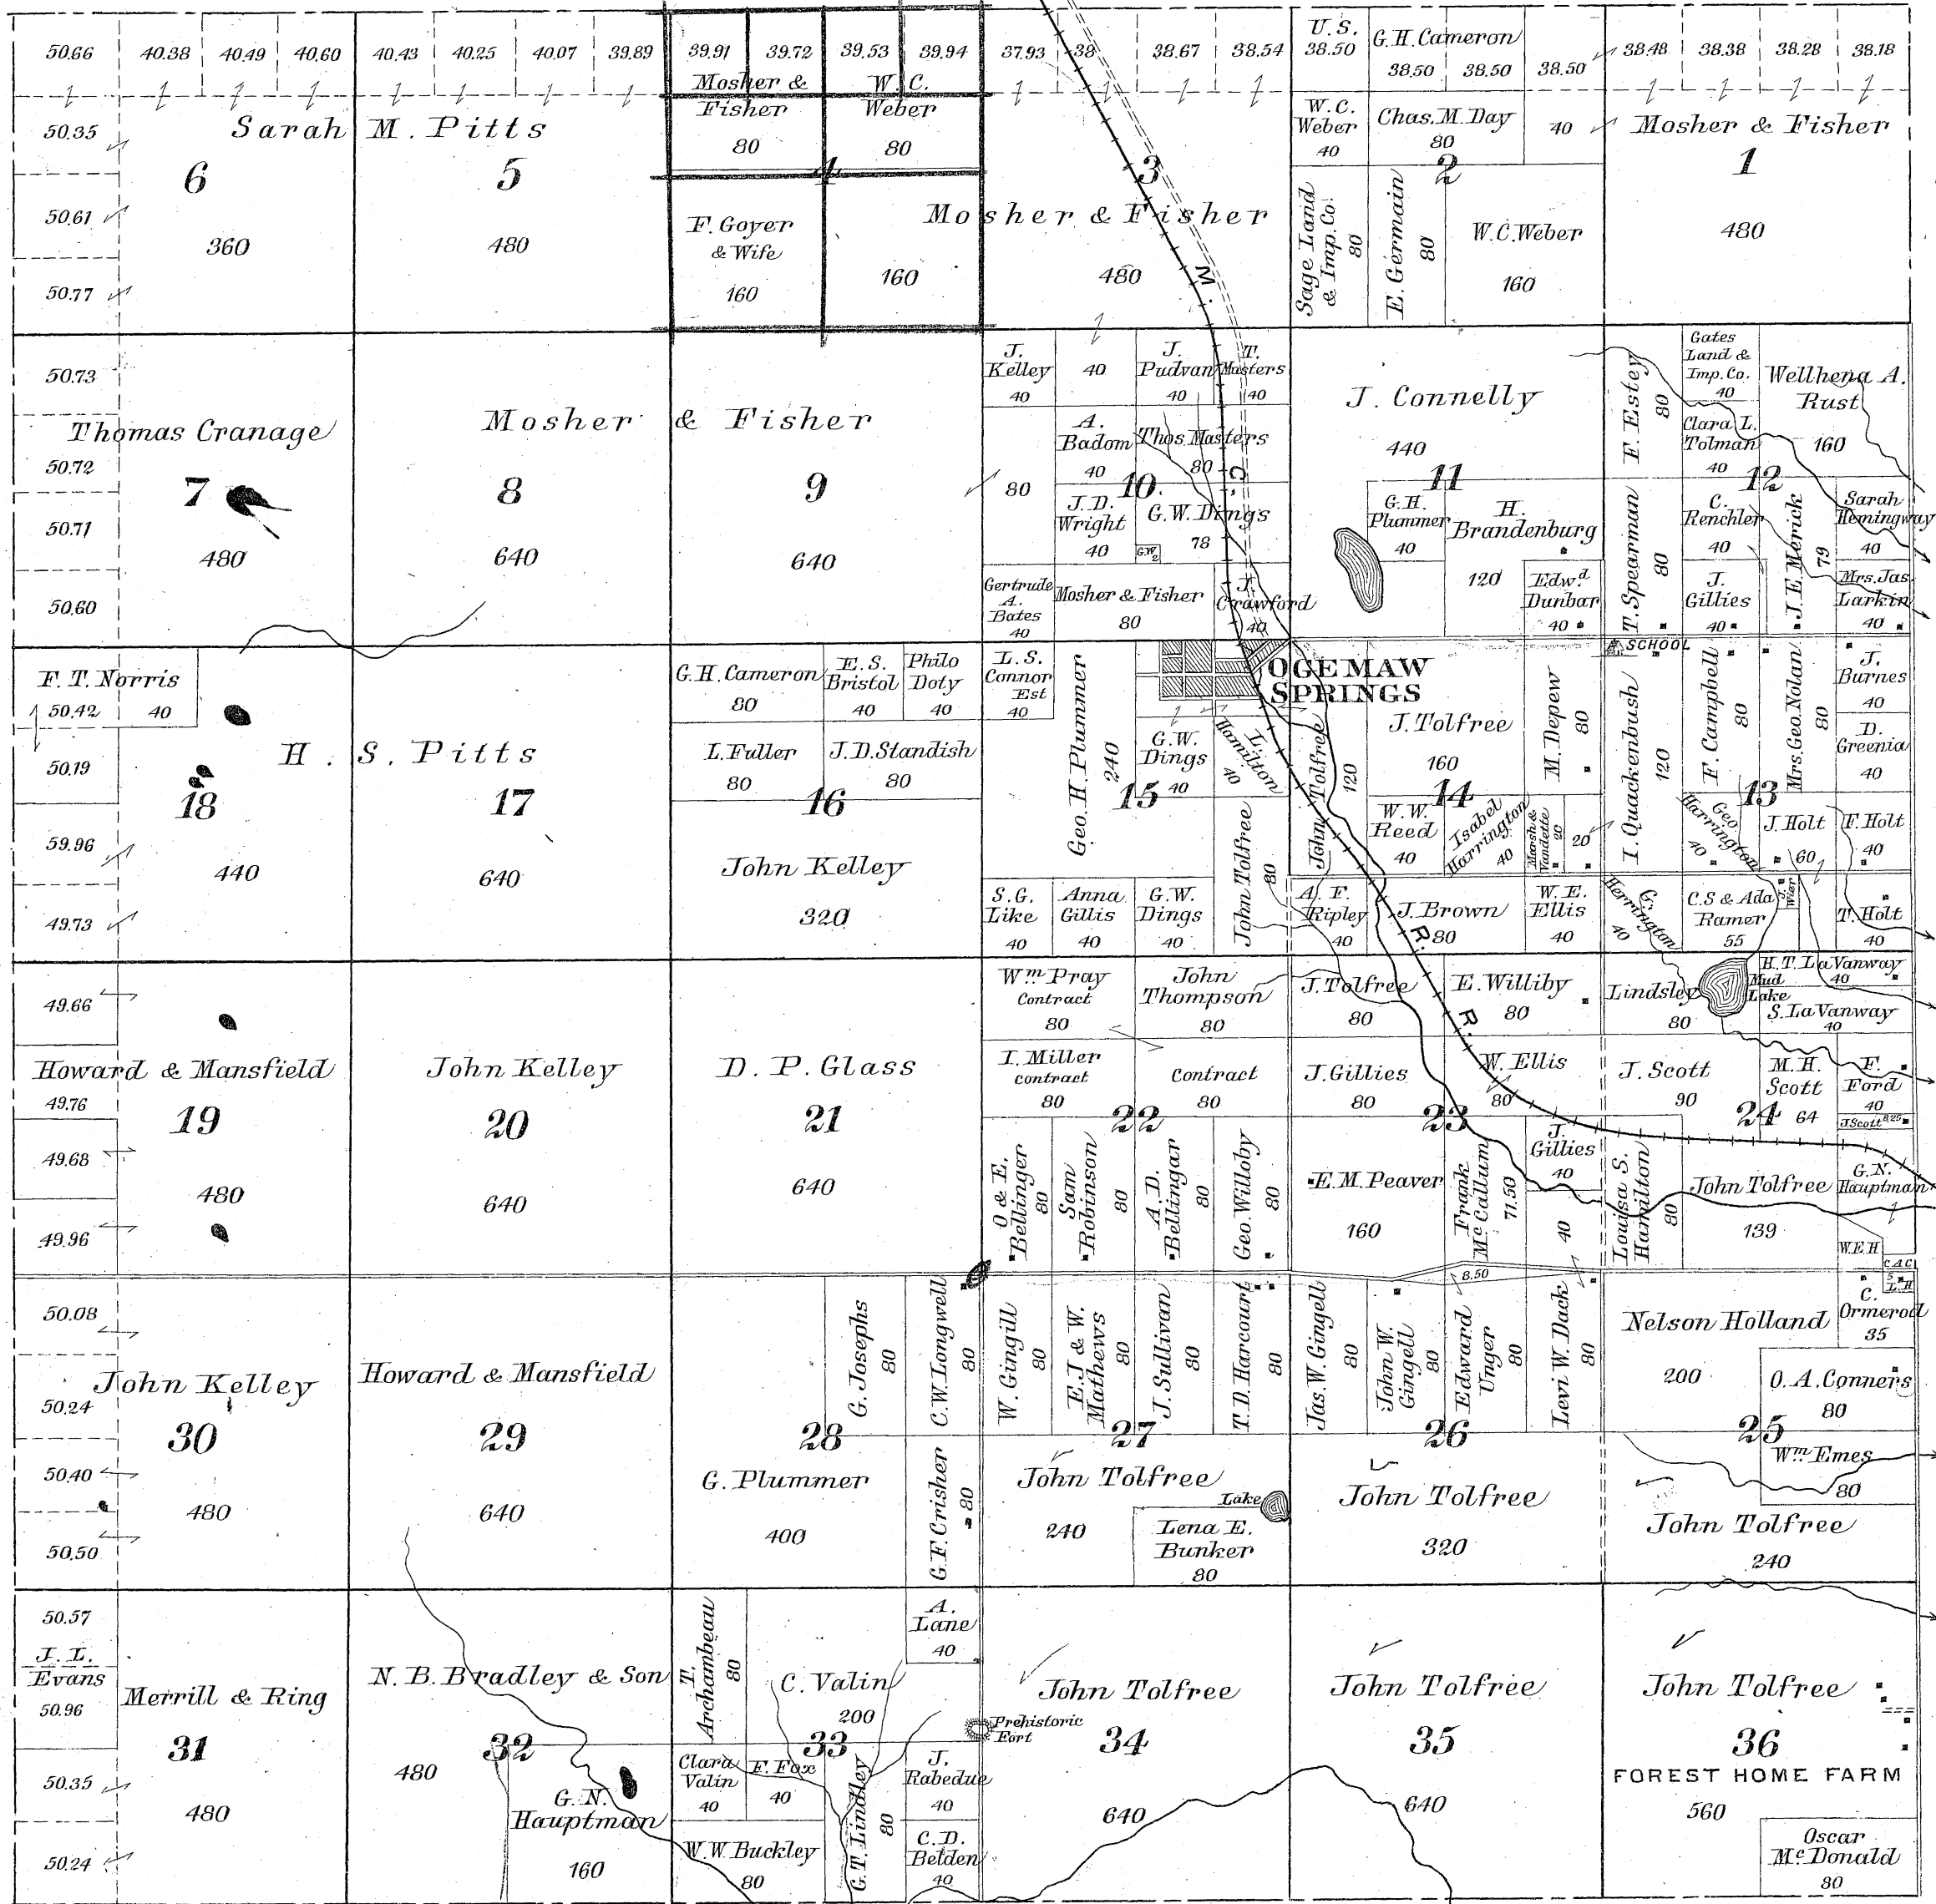 50.66 40.38 40.49 40.60 40.43 40.25 40.07 39.89 39.91 39.72 39.53 39.94 37.93 38 38.67 38.54 38.50 38.50 38.50 38.50 38.48 38.38 38.28 38.18
50.35
50.61
50.77
Sarah M. Pitts
6
360
5
480
Mosher &
Fisher
80
W. C.
Weber
80
4
F. Goyer
& Wife
160
160
Mosher & Fisher
3
480
M.
U.S.
G. H. Cameron
W. C.
Weber
40
Chas. M. Day
80
40
2
Sage Land
& Imp. Co.
80
E. Germain
80
W. C. Weber
160
Mosher & Fisher
1
480
50.73
50.72
50.71
50.60
Thomas Cranage
7
480
Mosher & Fisher
8
640
9
640
J.
Kelley
40
40
J.
Pudvan
40
T.
Masters
40
A.
Badom
40
Thos. Masters
80
C.
80
10
J. D.
Wright
40
G. W. Dings
78
G.W.
2
Gertrude
A.
Bates
40
Mosher & Fisher
80
J.
Crawford
40
J. Connelly
440
11
G. H.
Plummer
40
H.
Brandenburg
120
Edwd.
Dunbar
40
F. Estey
80
Gates
Land &
Imp. Co.
40
Wellhena A.
Rust
160
Clara L.
Tolman
40
12
T. Spearman
80
C.
Renchler
40
J. E. Merick
79
Sarah
Hemingway
40
J.
Gillies
40
Mrs. Jas.
Larkin
40
F. T. Norris
50.42
40
50.19
59.96
49.73
H. S. Pitts
18
440
17
640
G. H. Cameron
80
E. S.
Bristol
40
Philo
Doty
40
L. Fuller
80
J. D. Standish
80
16
John Kelley
320
L. S.
Connor
Est
40
Geo. H. Plummer
240
OGEMAW
SPRINGS
G. W.
Dings
40
L.
Hamilton
40
15
John Tolfree
80
S. G.
Like
40
Anna
Gillis
40
G. W.
Dings
40
John Tolfree
120
J. Tolfree
160
M. Depew
80
14
W. W.
Reed
40
Isabel
Harrington
40
Marsh &
20
20
A. F.
Ripley
40
J. Brown
80
W. E.
Ellis
40
R. R.
SCHOOL
I. Quackenbush
120
F. Campbell
80
Mrs. Geo. Nolan
80
J.
Burnes
40
D.
Greenia
40
13
Geo
Harrington
40
J. Holt
60
F. Holt
40
G.
Herrington
40
C. S & Ada
Ramer
55
J.
Wier
T. Holt
40
49.66
Howard & Mansfield
49.76
19
49.68
480
49.96
John Kelley
20
640
D. P. Glass
21
640
Wm Pray
Contract
80
John
Thompson
80
I. Miller
contract
80
Contract
80
22
O & E.
Bellinger
80
Sam
Robinson
80
A. D.
Bellingar
80
Geo. Willoby
80
J. Tolfree
80
E. Williby
80
J. Gillies
80
W. Ellis
80
23
E. M. Peaver
160
Frank
McCallum
71.50
J.
Gillies
40
40
8.50
Lindsley
80
H. T. La Vanway
40
Mud
Lake
S. La Vanway
40
J. Scott
90
M. H.
Scott
64
F.
Ford
40
J. Scott 8.25
24
Louisa S.
Hamilton
80
John Tolfree
139
G. N.
Hauptman
W. E. H
C A C
50.08
50.24
50.40
50.50
John Kelley
30
480
Howard & Mansfield
29
640
G. Josephs
80
C. W. Longwell
80
28
G. Plummer
400
G. F. Crisher
80
W. Gingill
80
E. J & W.
Mathews
80
J. Sullivan
80
T. D. Harcourt
80
27
John Tolfree
240
Lake
Lena E.
Bunker
80
Jas. W. Gingell
80
John W.
Gingell
80
Edward
Unger
80
Levi W. Dack
80
26
John Tolfree
320
Nelson Holland
200
C.
Ormerod
35
L. H
O. A. Conners
80
25
Wm Emes
80
John Tolfree
240
50.57
J. L.
Evans
50.96
50.35
50.24
Merrill & Ring
31
480
N. B. Bradley & Son
32
480
G. N.
Hauptman
160
T.
Archambeau
80
C. Valin
200
A.
Lane
40
33
Clara
Valin
40
F. Fox
40
G. T. Lindley
80
J.
Rabedue
40
W. W. Buckley
80
C. D.
Belden
40
Prehistoric
Fort
John Tolfree
34
640
John Tolfree
35
640
John Tolfree
36
FOREST HOME FARM
560
Oscar
McDonald
80